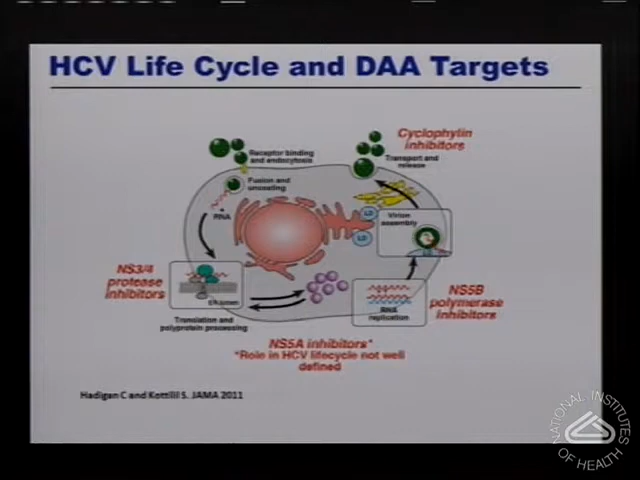 HCV Life Cycle and DAA Targets
Cyclophylin
inhibitors
Receptor binding
and endocytosis
Transport and
release
Fusion and
uncoating
+
RNA
LD
LD
Virion
assembly
NS3/4
protease
inhibitors
ER lumen
NS5B
polymerase
inhibitors
RNA
replication
Translation and
polyprotein processing
NS5A inhibitors*
*Role in HCV lifecycle not well
defined
Hadigan C and Kottilil S. JAMA 2011
NATIONAL INSTITUTES
OF HEALTH